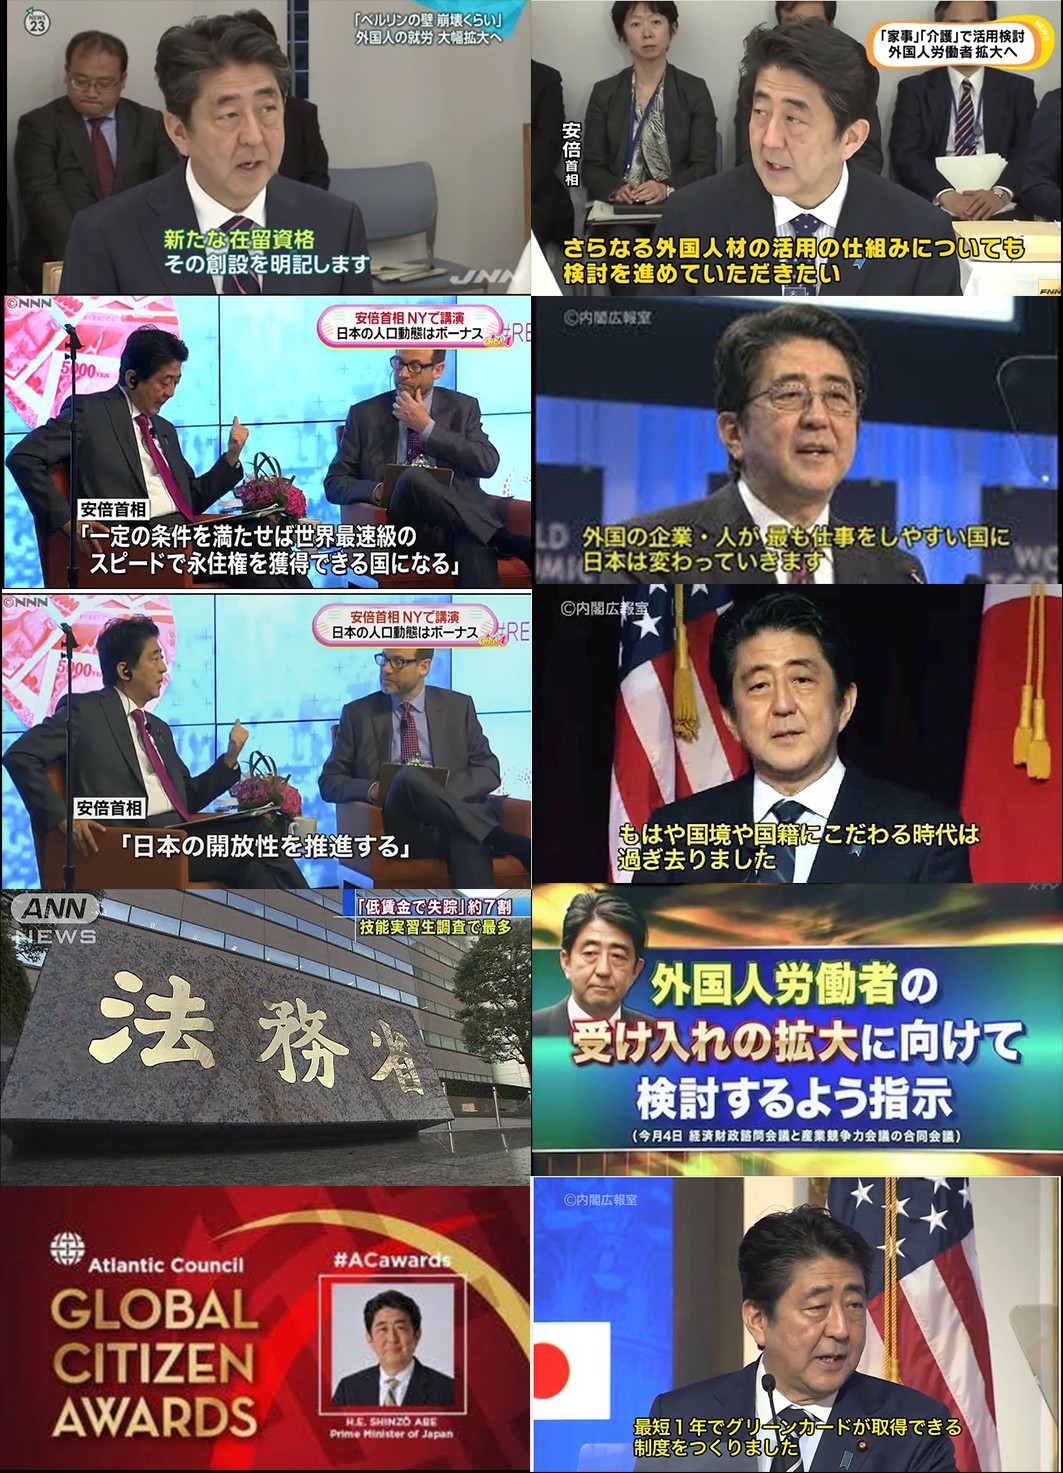 NEWS
23
「ベルリンの壁 崩壊くらい」
外国人の就労 大幅拡大へ
新たな在留資格
その創設を明記します
JNN
「家事」「介護」で活用検討
外国人労働者 拡大へ
NEWS
安倍首相
さらなる外国人材の活用の仕組みについても
検討を進めていただきたい
FNN
©NNN
安倍首相 NYで講演
日本の人口動態はボーナス
#RE
5000YEN
安倍首相
「一定の条件を満たせば世界最速級の
スピードで永住権を獲得できる国になる」
©内閣広報室
外国の企業・人が 最も仕事をしやすい国に
日本は変わっていきます
©NNN
安倍首相 NYで講演
日本の人口動態はボーナス
#RE
5000YEN
安倍首相
「日本の開放性を推進する」
©内閣広報室
もはや国境や国籍にこだわる時代は
過ぎ去りました
ANN
NEWS
「低賃金で失踪」約7割
技能実習生調査で最多
法務省
外国人労働者の
受け入れの拡大に向けて
検討するよう指示
(今月4日 経済財政諮問会議と産業競争力会議の合同会議)
Atlantic Council
#ACawards
GLOBAL
CITIZEN
AWARDS
H.E. SHINZŌ ABE
Prime Minister of Japan
©内閣広報室
最短1年でグリーンカードが取得できる
制度をつくりました